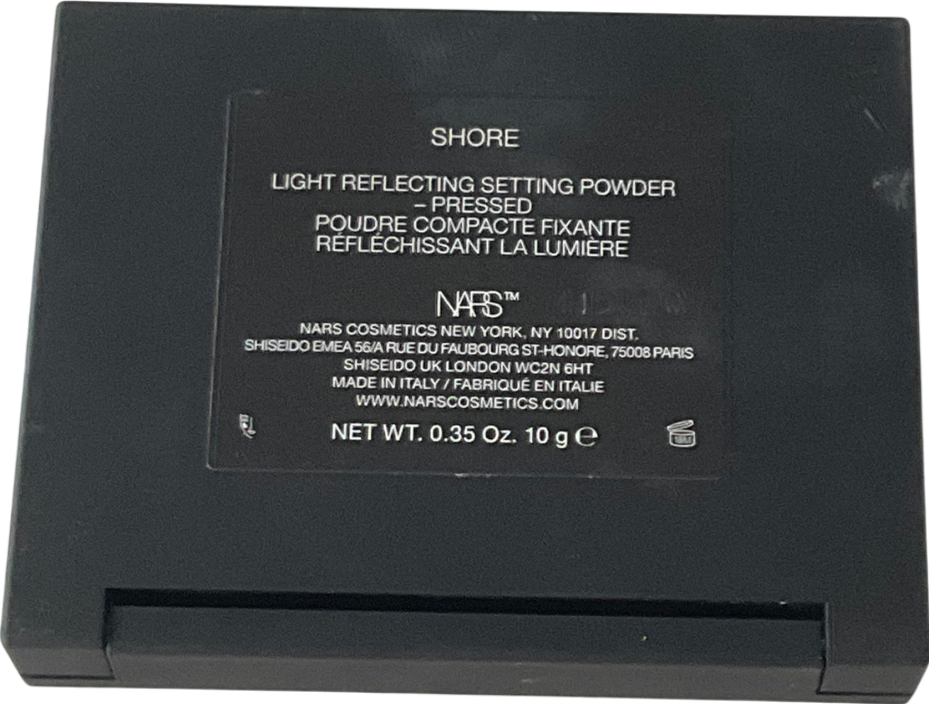 SHORE
LIGHT REFLECTING SETTING POWDER
– PRESSED
POUDRE COMPACTE FIXANTE
RÉFLÉCHISSANT LA LUMIÈRE
NARS™
NARS COSMETICS NEW YORK, NY 10017 DIST.
SHISEIDO EMEA 56/A RUE DU FAUBOURG ST-HONORE, 75008 PARIS
SHISEIDO UK LONDON WC2N 6HT
MADE IN ITALY / FABRIQUÉ EN ITALIE
WWW.NARSCOSMETICS.COM
NET WT. 0.35 Oz. 10 g ℮